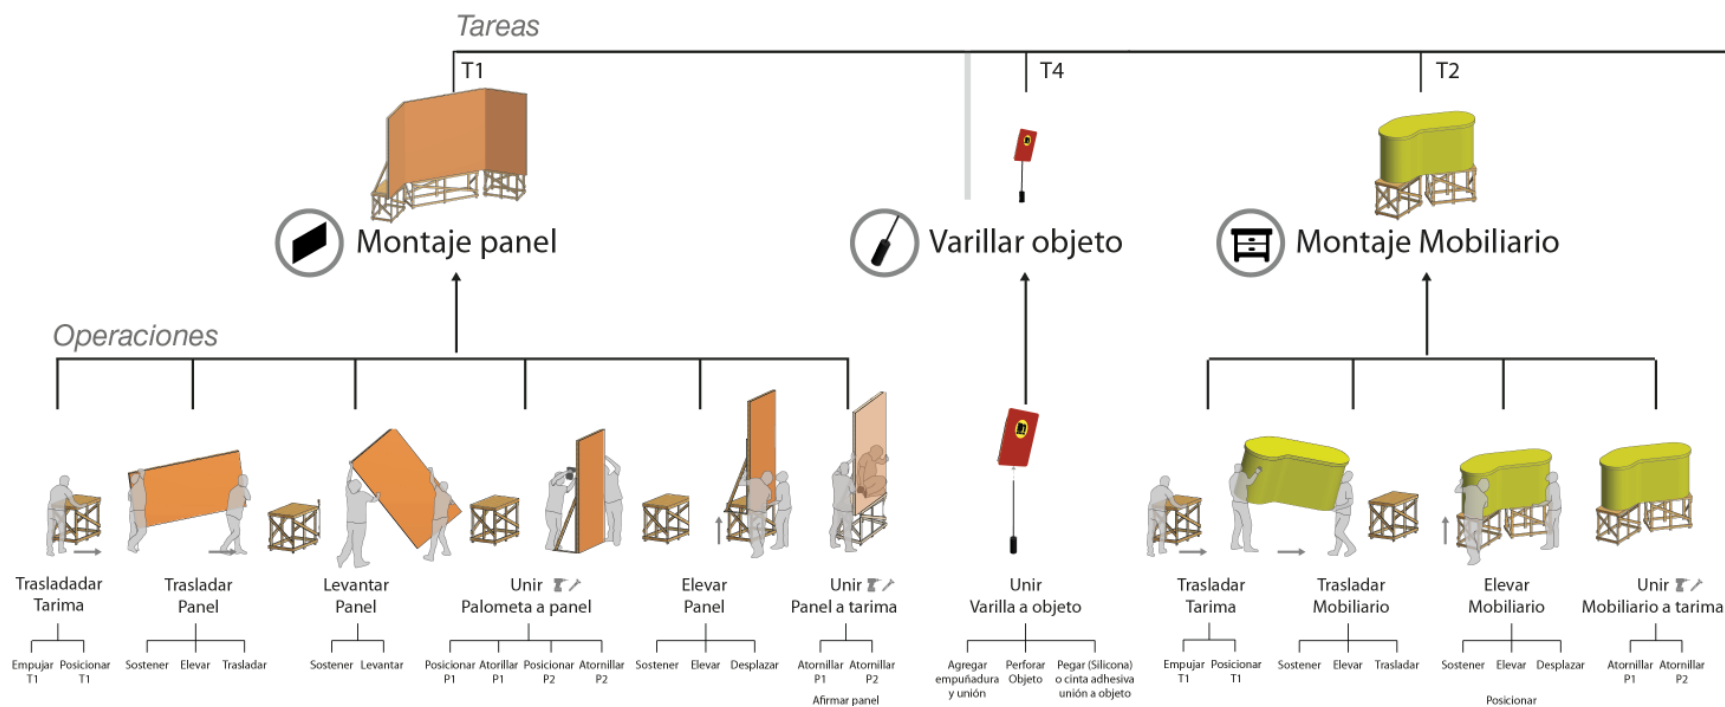 Tareas
T1
T4
T2
Montaje panel
Varillar objeto
Montaje Mobiliario
Operaciones
Trasladadar
Tarima
Trasladar
Panel
Levantar
Panel
Unir
Palometa a panel
Elevar
Panel
Unir
Panel a tarima
Unir
Varilla a objeto
Trasladar
Tarima
Trasladar
Mobiliario
Elevar
Mobiliario
Unir
Mobiliario a tarima
Empujar
T1
Posicionar
T1
Sostener
Elevar
Trasladar
Sostener
Levantar
Posicionar
P1
Atorillar
P1
Posicionar
P2
Atornillar
P2
Sostener
Elevar
Desplazar
Atornillar
P1
Atornillar
P2
Afirmar panel
Agregar
empuñadura
y unión
Perforar
Objeto
Pegar (Silicona)
o cinta adhesiva
unión a objeto
Empujar
T1
Posicionar
T1
Sostener
Elevar
Trasladar
Sostener
Elevar
Desplazar
Posicionar
Atornillar
P1
Atornillar
P2